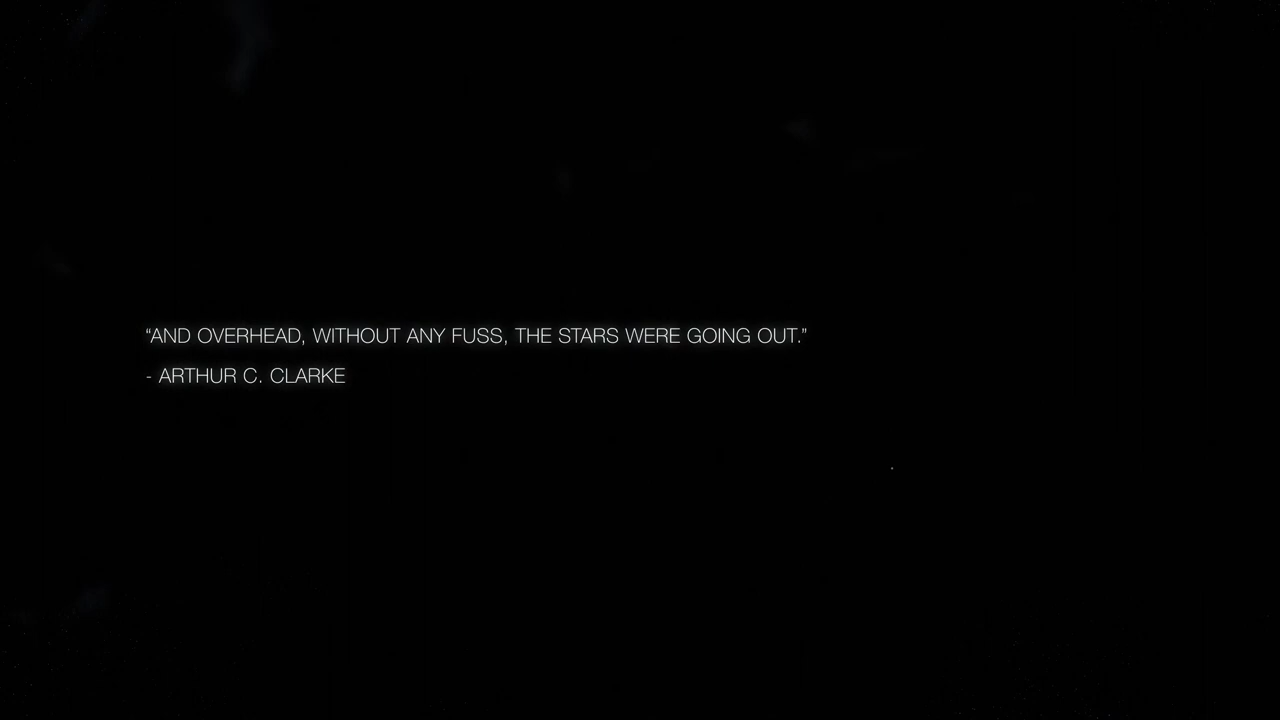 “AND OVERHEAD, WITHOUT ANY FUSS, THE STARS WERE GOING OUT.”
- ARTHUR C. CLARKE